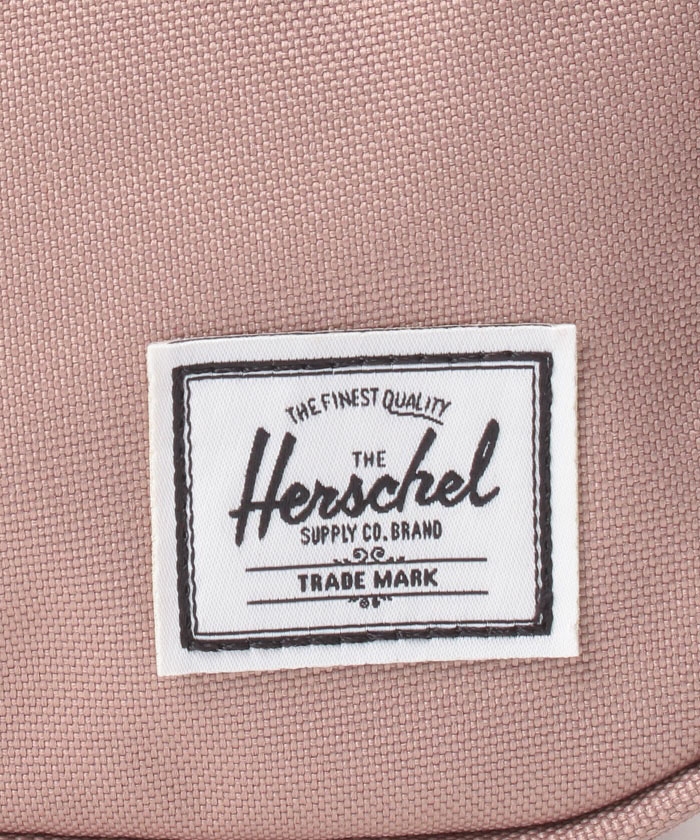 THE FINEST QUALITY
THE
Herschel
SUPPLY CO. BRAND
TRADE MARK